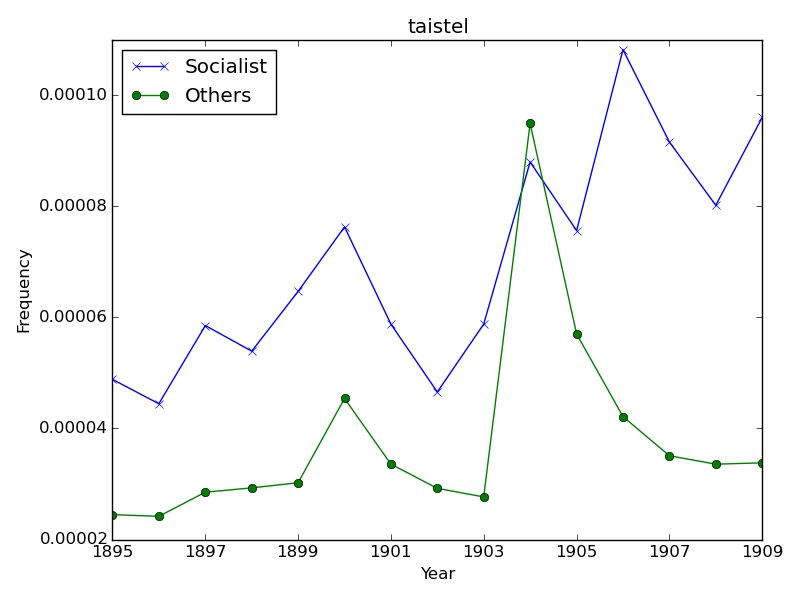 taistel
Socialist
Others
Frequency
0.00010
0.00008
0.00006
0.00004
0.00002
1895 1897 1899 1901 1903 1905 1907 1909
Year